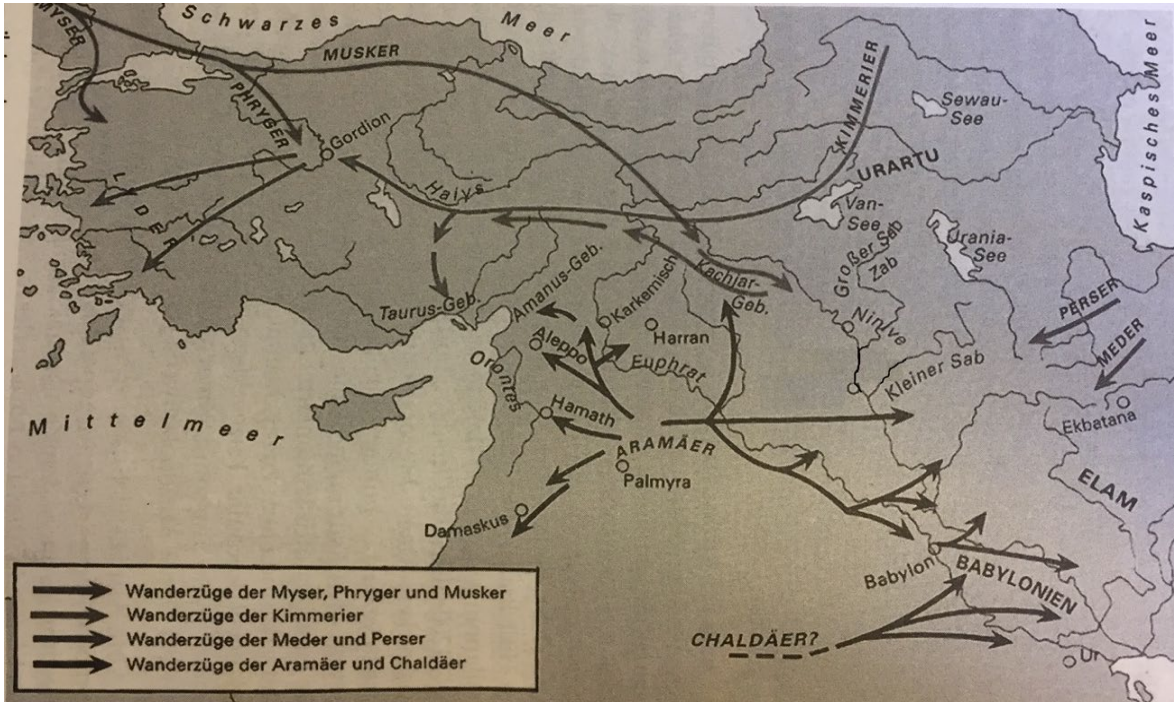 Schwarzes Meer
MYSER
MUSKER
PHRYGER
Gordion
KIMMERIER
Sewau-
See
Kaspisches Meer
URARTU
Halys
Van-
See
Urania-
See
Großer Sab
Zab
L D E R
Taurus-Geb.
Amanus-Geb.
Karkemisch
Kachjar-
Geb.
Ninive
PERSER
MEDER
Aleppo
Harran
Euphrat
Kleiner Sab
Orontes
Ekbatana
Mittelmeer
Hamath
ARAMÄER
Palmyra
ELAM
Damaskus
Babylon
BABYLONIEN
CHALDÄER?
Ur
Wanderzüge der Myser, Phryger und Musker
Wanderzüge der Kimmerier
Wanderzüge der Meder und Perser
Wanderzüge der Aramäer und Chaldäer